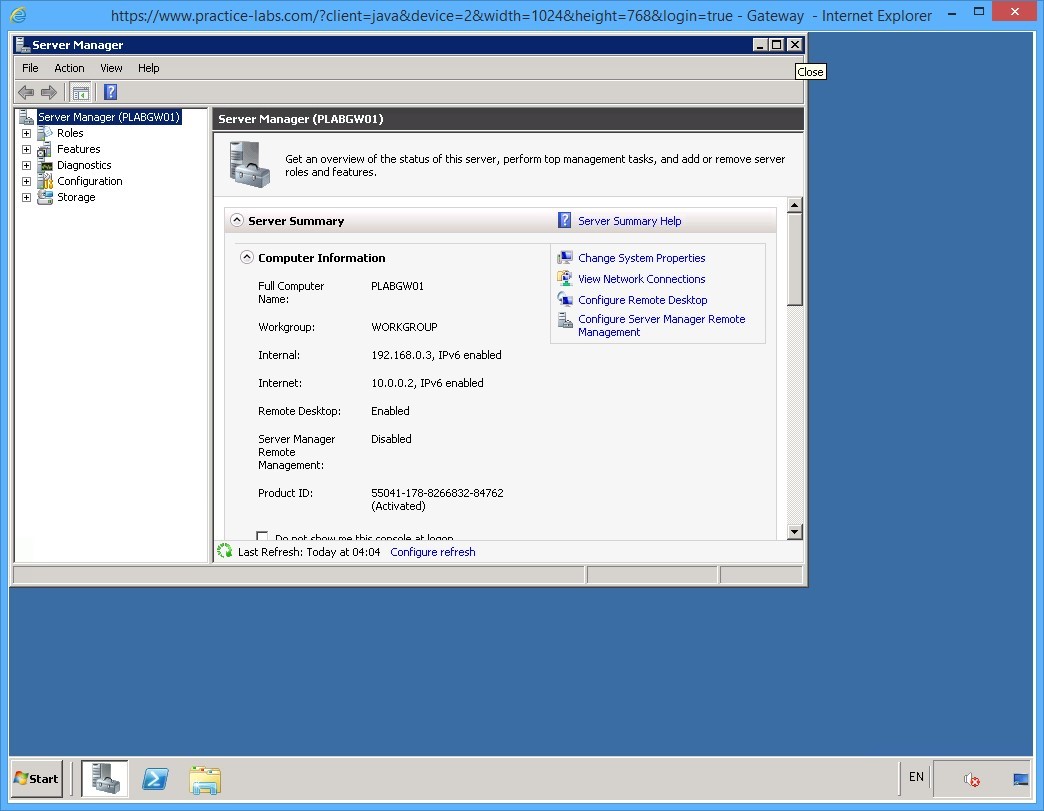 https://www.practice-labs.com/?client=java&device=2&width=1024&height=768&login=true - Gateway - Internet Explorer
Server Manager
Close
File Action View Help
Server Manager (PLABGW01)
Roles
Features
Diagnostics
Configuration
Storage
Server Manager (PLABGW01)
Get an overview of the status of this server, perform top management tasks, and add or remove server
roles and features.
Server Summary
Server Summary Help
Computer Information
Full Computer
Name:
PLABGW01
Workgroup: WORKGROUP
Internal: 192.168.0.3, IPv6 enabled
Internet: 10.0.0.2, IPv6 enabled
Remote Desktop: Enabled
Server Manager
Remote
Management:
Disabled
Product ID: 55041-178-8266832-84762
(Activated)
Do not show me this console at logon
Change System Properties
View Network Connections
Configure Remote Desktop
Configure Server Manager Remote
Management
Last Refresh: Today at 04:04 Configure refresh
Start
EN